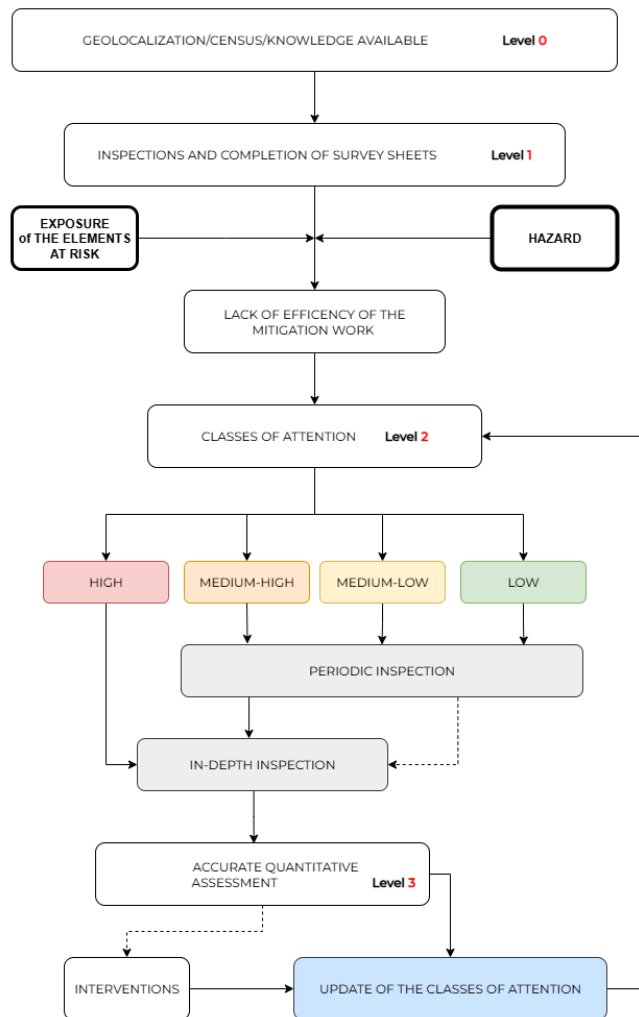 GEOLOCALIZATION/CENSUS/KNOWLEDGE AVAILABLE Level 0
INSPECTIONS AND COMPLETION OF SURVEY SHEETS Level 1
EXPOSURE
of THE ELEMENTS
AT RISK
HAZARD
LACK OF EFFICENCY OF THE
MITIGATION WORK
CLASSES OF ATTENTION Level 2
HIGH
MEDIUM-HIGH
MEDIUM-LOW
LOW
PERIODIC INSPECTION
IN-DEPTH INSPECTION
ACCURATE QUANTITATIVE
ASSESSMENT Level 3
INTERVENTIONS
UPDATE OF THE CLASSES OF ATTENTION